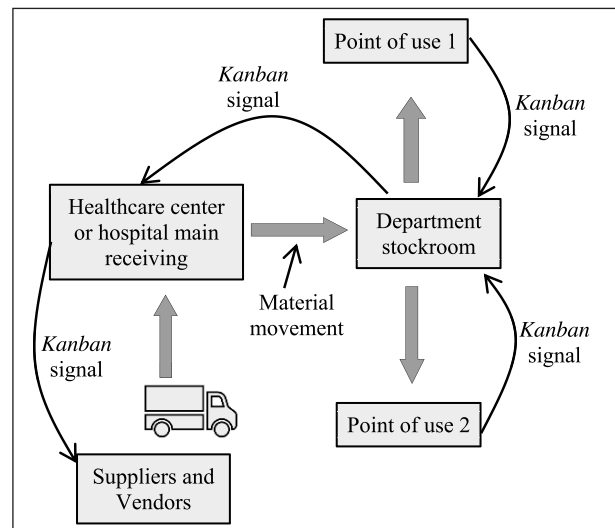 Point of use 1
Kanban
signal
Kanban
signal
Healthcare center
or hospital main
receiving
Department
stockroom
Material
movement
Kanban
signal
Kanban
signal
Point of use 2
Suppliers and
Vendors